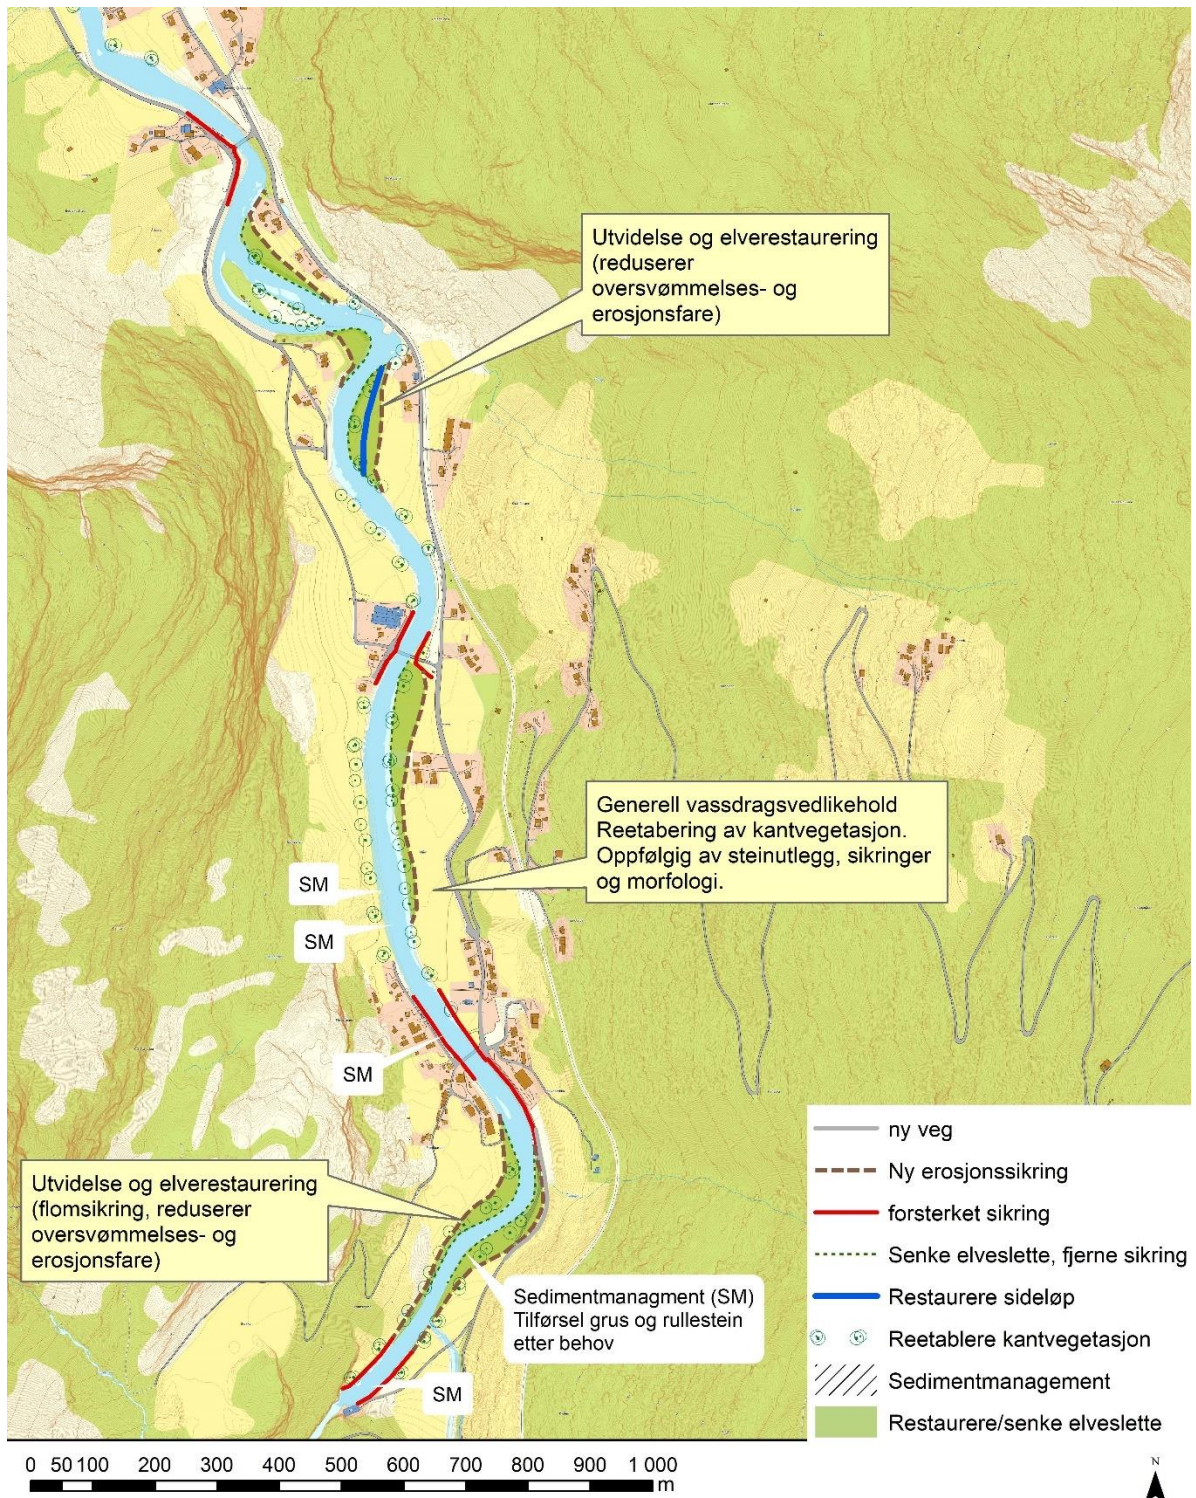 Utvidelse og elverestaurering
(reduserer
oversvømmelses- og
erosjonsfare)
Generell vassdragsvedlikehold
Reetabering av kantvegetasjon.
Oppfølgig av steinutlegg, sikringer
og morfologi.
SM
SM
SM
Utvidelse og elverestaurering
(flomsikring, reduserer
oversvømmelses- og
erosjonsfare)
Sedimentmanagment (SM)
Tilførsel grus og rullestein
etter behov
SM
ny veg
Ny erosjonssikring
forsterket sikring
Senke elveslette, fjerne sikring
Restaurere sideløp
Reetablere kantvegetasjon
Sedimentmanagement
Restaurere/senke elveslette
0 50 100 200 300 400 500 600 700 800 900 1 000
m
N